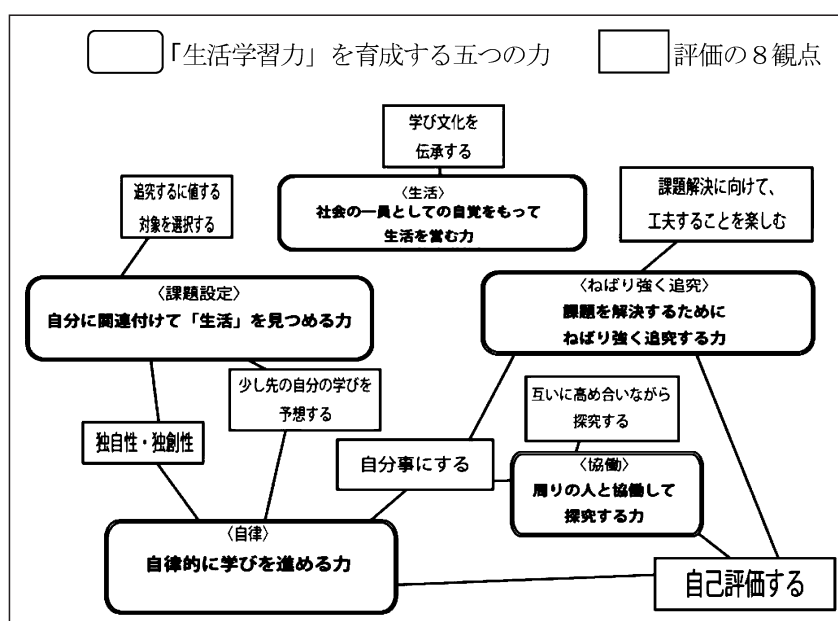 「生活学習力」を育成する五つの力
評価の８観点
学び文化を
伝承する
〈生活〉
社会の一員としての自覚をもって
生活を営む力
追究するに値する
対象を選択する
課題解決に向けて、
工夫することを楽しむ
〈課題設定〉
自分に関連付けて「生活」を見つめる力
〈ねばり強く追究〉
課題を解決するために
ねばり強く追究する力
少し先の自分の学びを
予想する
互いに高め合いながら
探究する
独自性・独創性
自分事にする
〈協働〉
周りの人と協働して
探究する力
〈自律〉
自律的に学びを進める力
自己評価する